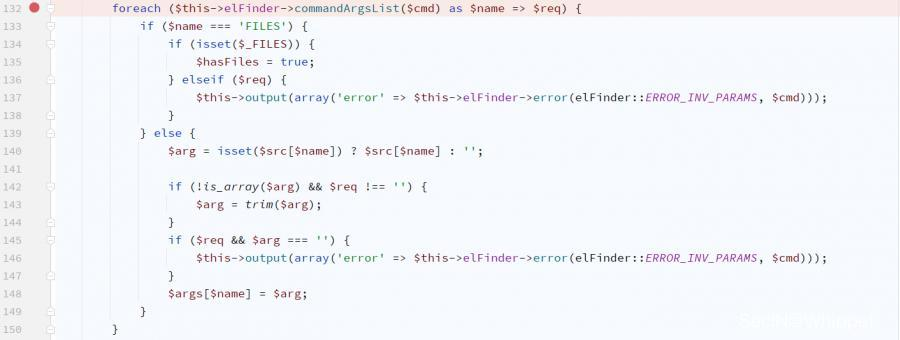 132 foreach ($this->elFinder->commandArgsList($cmd) as $name => $req) {
133 if ($name === 'FILES') {
134 if (isset($_FILES)) {
135 $hasFiles = true;
136 } elseif ($req) {
137 $this->output(array('error' => $this->elFinder->error(elFinder::ERROR_INV_PARAMS, $cmd)));
138 }
139 } else {
140 $arg = isset($src[$name]) ? $src[$name] : '';
141
142 if (!is_array($arg) && $req !== '') {
143 $arg = trim($arg);
144 }
145 if ($req && $arg === '') {
146 $this->output(array('error' => $this->elFinder->error(elFinder::ERROR_INV_PARAMS, $cmd)));
147 }
148 $args[$name] = $arg;
149 }
150 }